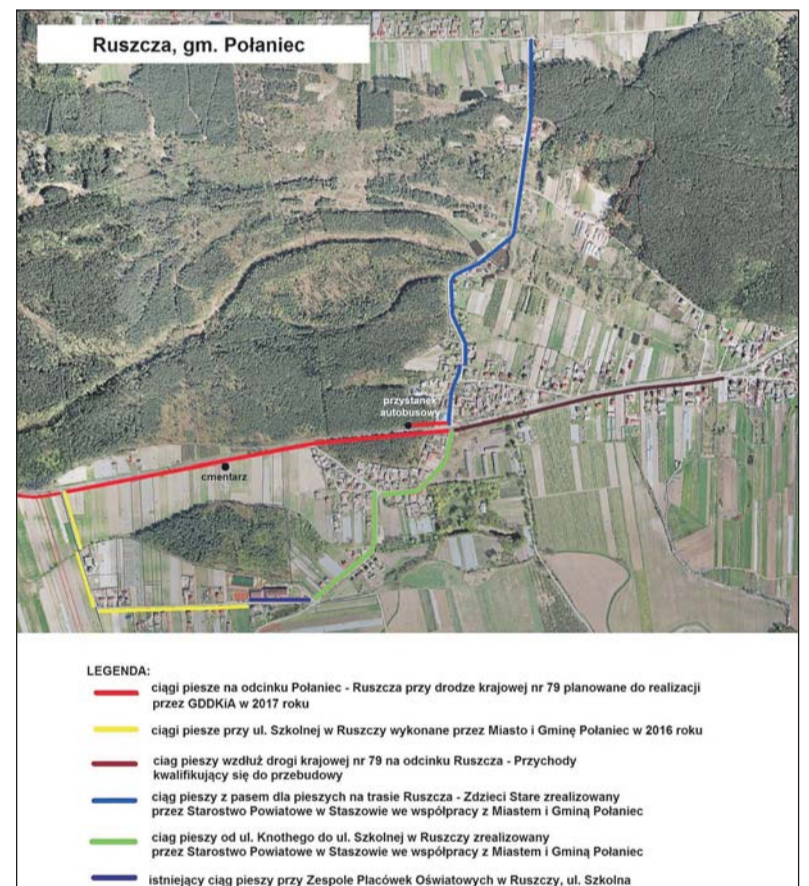 Ruszcza, gm. Połaniec
przystanek
autobusowy
cmentarz
LEGENDA:
ciągi piesze na odcinku Połaniec - Ruszcza przy drodze krajowej nr 79 planowane do realizacji
przez GDDKiA w 2017 roku
ciągi piesze przy ul. Szkolnej w Ruszczy wykonane przez Miasto i Gminę Połaniec w 2016 roku
ciag pieszy wzdłuż drogi krajowej nr 79 na odcinku Ruszcza - Przychody
kwalifikujący się do przebudowy
ciąg pieszy z pasem dla pieszych na trasie Ruszcza - Zdzieci Stare zrealizowany
przez Starostwo Powiatowe w Staszowie we współpracy z Miastem i Gminą Połaniec
ciag pieszy od ul. Knothego do ul. Szkolnej w Ruszczy zrealizowany
przez Starostwo Powiatowe w Staszowie we współpracy z Miastem i Gminą Połaniec
istniejący ciąg pieszy przy Zespole Placówek Oświatowych w Ruszczy, ul. Szkolna